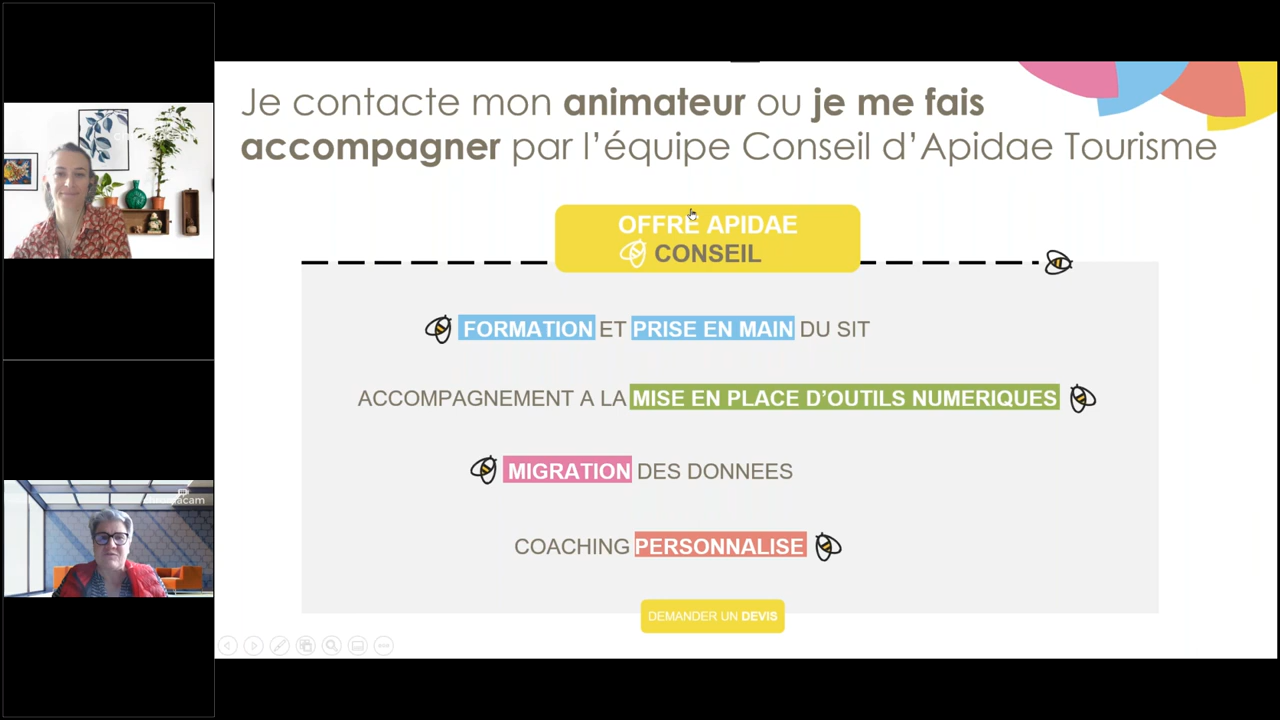 Je contacte mon animateur ou je me fais
accompagner par l’équipe Conseil d’Apidae Tourisme
OFFRE APIDAE
CONSEIL
FORMATION ET PRISE EN MAIN DU SIT
ACCOMPAGNEMENT A LA MISE EN PLACE D’OUTILS NUMERIQUES
MIGRATION DES DONNEES
COACHING PERSONNALISE
DEMANDER UN DEVIS